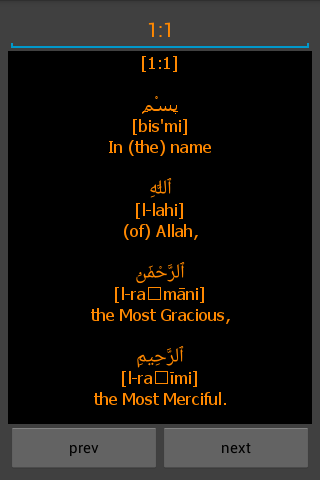 1:1
[1:1]
بِسْمِ
[bis'mi]
In (the) name
ٱللَّهِ
[l-lahi]
(of) Allah,
ٱلرَّحْمَٰنِ
[l-ra□māni]
the Most Gracious,
ٱلرَّحِيمِ
[l-ra□īmi]
the Most Merciful.
prev
next